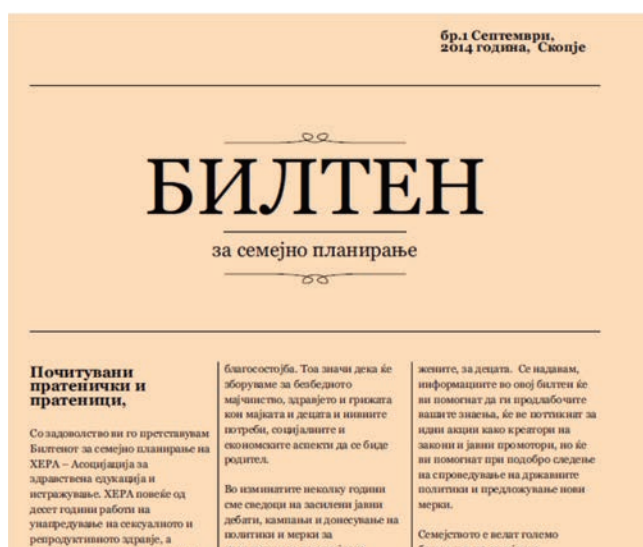 бр.1 Септември,
2014 година, Скопје
БИЛТЕН
за семејно планирање
Почитувани
пратенички и
пратеници,
Со задоволство ви го претставувам
Билтенот за семејно планирање на
ХЕРА – Асоцијација за
здравствена едукација и
истражување. ХЕРА повеќе од
десет години работи на
унапредување на сексуалното и
репродуктивното здравје, а
благосостојба. Тоа значи дека ќе
зборуваме за безбедното
мајчинство, здравјето и грижата
кон мајката и децата и нивните
потреби, социјалните и
економските аспекти да се биде
родител.
Во изминатите неколку години
сме сведоци на засилени јавни
дебати, кампањи и донесување на
политики и мерки за
жените, за децата. Се надавам,
информациите во овој билтен ќе
ви помогнат да ги продлабочите
вашите знаења, ќе ве поттикнат за
идни акции како креатори на
закони и јавни промотори, но ќе
ви помогнат при подобро следење
на спроведување на државните
политики и предложување нови
мерки.
Семејството е велат големо